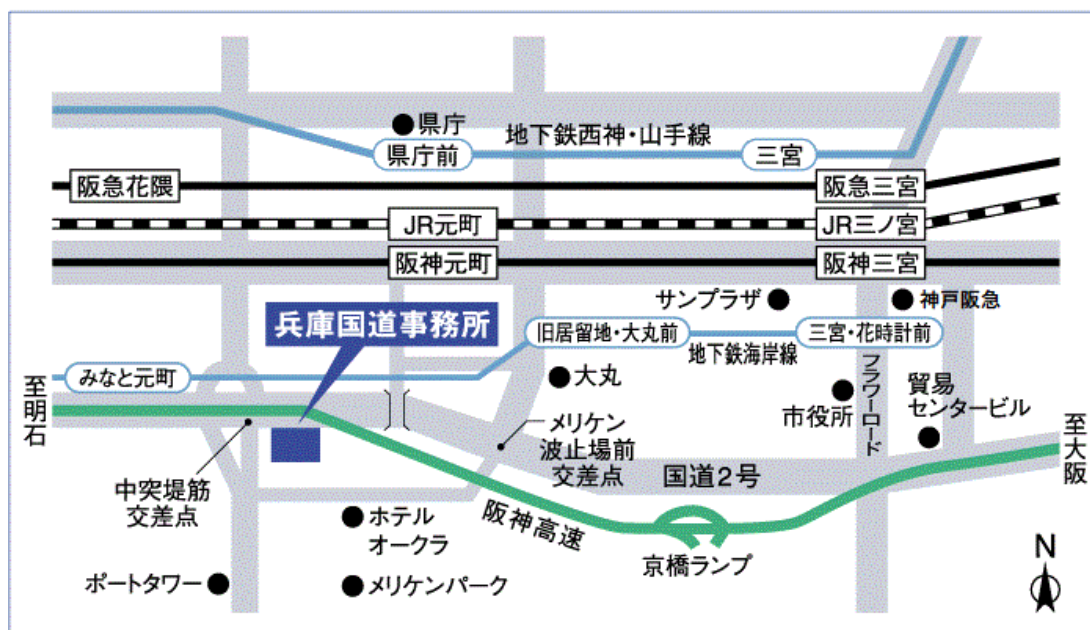 県庁
地下鉄西神・山手線
県庁前
三宮
阪急花隈
阪急三宮
JR元町
JR三ノ宮
阪神元町
阪神三宮
サンプラザ
神戸阪急
兵庫国道事務所
旧居留地・大丸前
三宮・花時計前
地下鉄海岸線
みなと元町
至明石
大丸
市役所
フラワーロード
貿易
センタービル
至大阪
メリケン
波止場前
交差点
国道2号
中突堤筋
交差点
ホテル
オークラ
阪神高速
京橋ランプ
ポートタワー
メリケンパーク
N